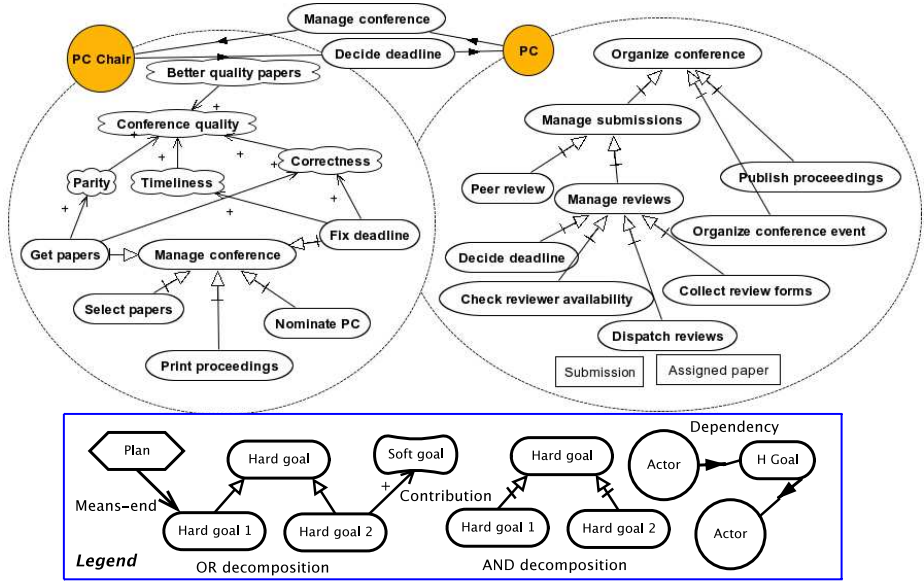 Manage conference
PC Chair
Decide deadline
PC
Organize conference
Better quality papers
+
Conference quality
+
+
+
+
Manage submissions
Correctness
Parity
Timeliness
+
+
+
+
Peer review
Publish proceeedings
Manage reviews
Fix deadline
Organize conference event
Get papers
Manage conference
Decide deadline
Select papers
Nominate PC
Check reviewer availability
Collect review forms
Print proceedings
Dispatch reviews
Submission
Assigned paper
Plan
Means-end
Hard goal
Hard goal 1
Hard goal 2
OR decomposition
Soft goal
+
Contribution
Hard goal
Hard goal 1
Hard goal 2
AND decomposition
Dependency
Actor
H Goal
Actor
Legend